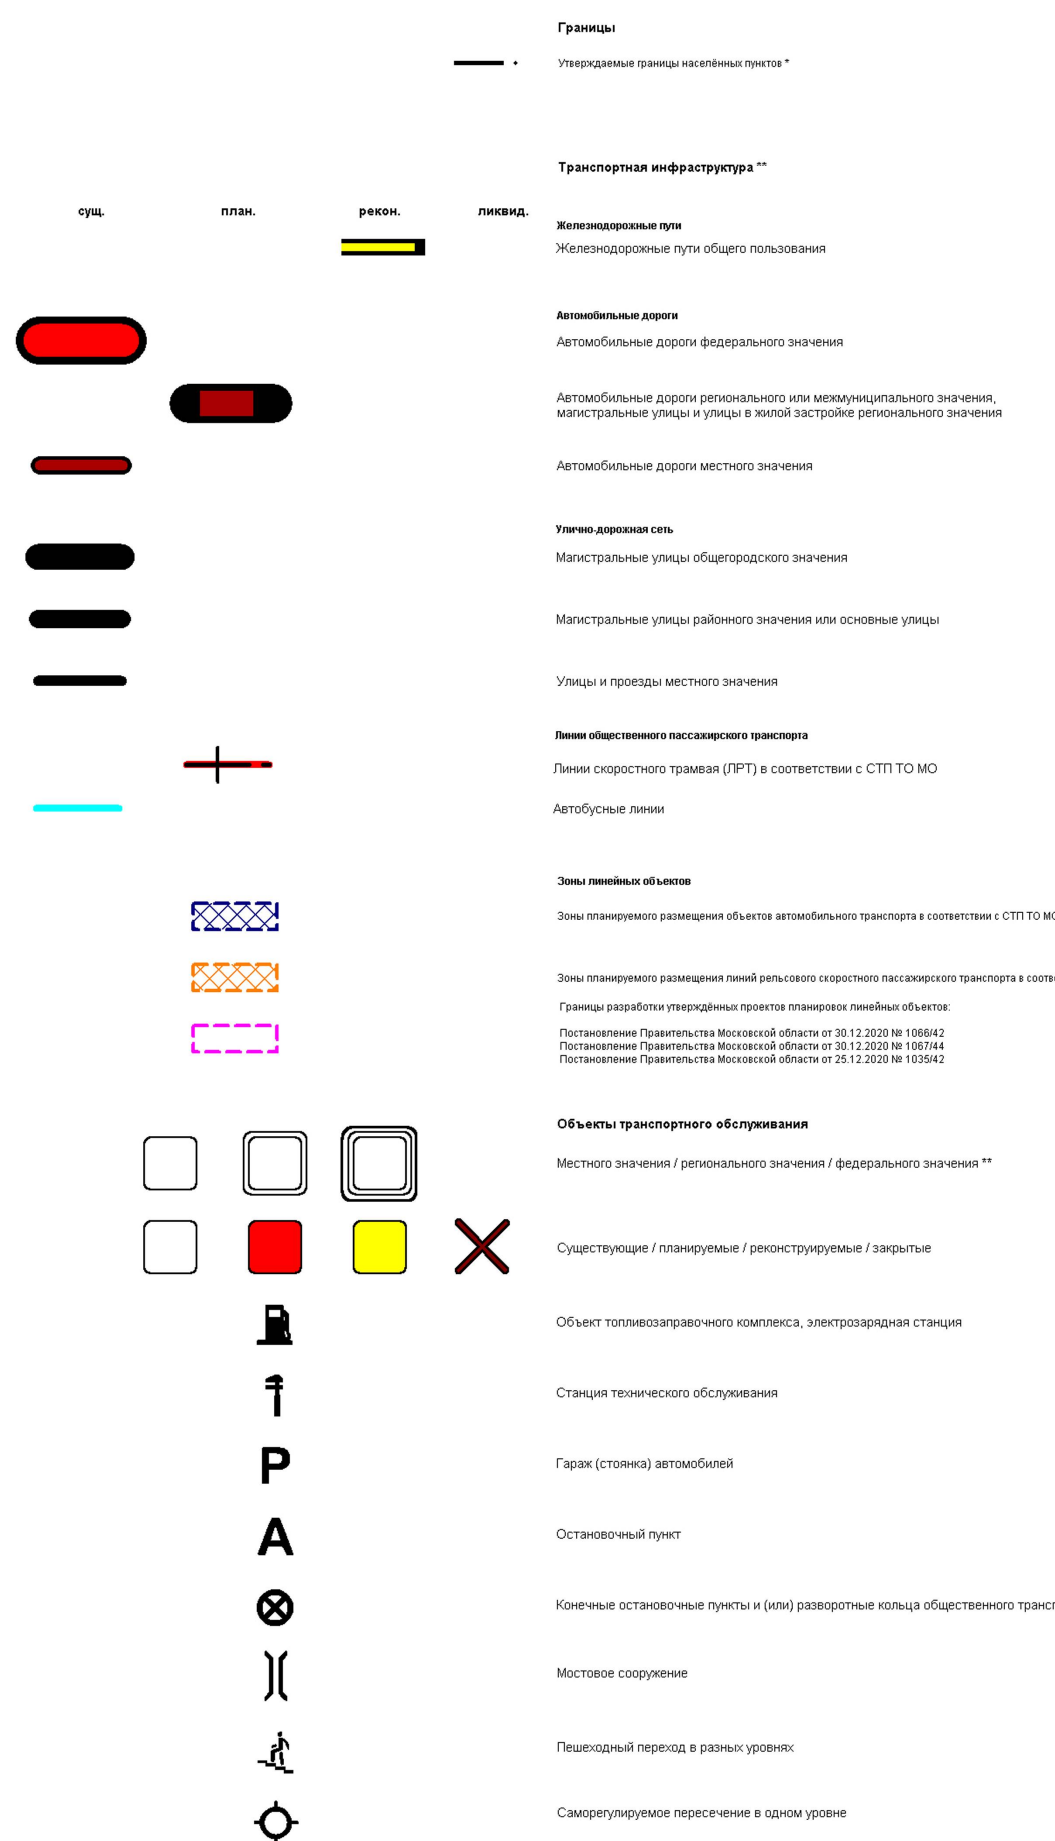 Границы
Утверждаемые границы населённых пунктов *
Транспортная инфраструктура **
сущ. план. рекон. ликвид.
Железнодорожные пути
Железнодорожные пути общего пользования
Автомобильные дороги
Автомобильные дороги федерального значения
Автомобильные дороги регионального или межмуниципального значения,
магистральные улицы и улицы в жилой застройке регионального значения
Автомобильные дороги местного значения
Улично-дорожная сеть
Магистральные улицы общегородского значения
Магистральные улицы районного значения или основные улицы
Улицы и проезды местного значения
Линии общественного пассажирского транспорта
Линии скоростного трамвая (ЛРТ) в соответствии с СТП ТО МО
Автобусные линии
Зоны линейных объектов
Зоны планируемого размещения объектов автомобильного транспорта в соответствии с СТП ТО МО
Зоны планируемого размещения линий рельсового скоростного пассажирского транспорта в
Границы разработки утверждённых проектов планировок линейных объектов:
Постановление Правительства Московской области от 30.12.2020 № 1066/42
Постановление Правительства Московской области от 30.12.2020 № 1067/44
Постановление Правительства Московской области от 25.12.2020 № 1035/42
Объекты транспортного обслуживания
Местного значения / регионального значения / федерального значения **
Существующие / планируемые / реконструируемые / закрытые
Объект топливозаправочного комплекса, электрозарядная станция
Станция технического обслуживания
P
Гараж (стоянка) автомобилей
A
Остановочный пункт
Конечные остановочные пункты и (или) разворотные кольца общественного
Мостовое сооружение
Пешеходный переход в разных уровнях
Саморегулируемое пересечение в одном уровне